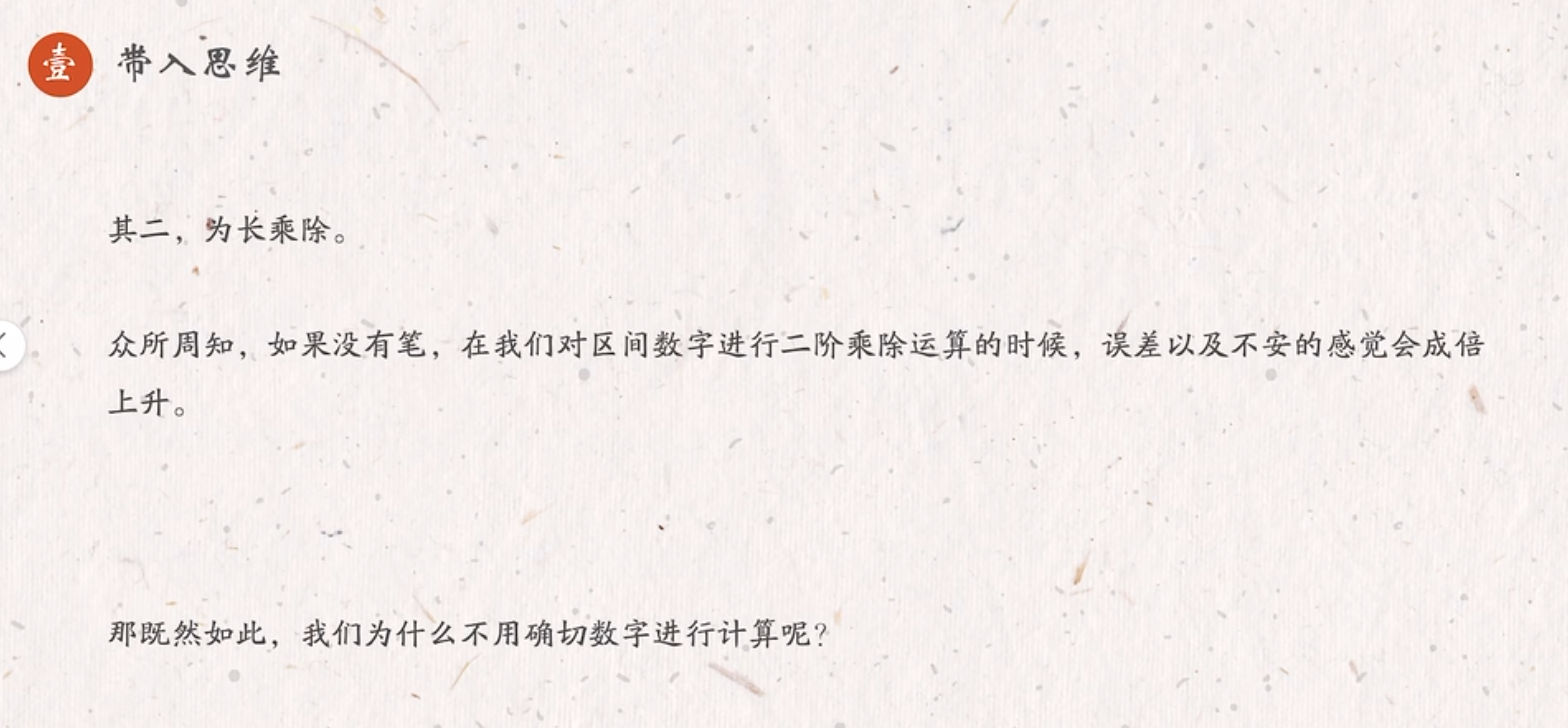 壹 带入思维
其二，为长乘除。
众所周知，如果没有笔，在我们对区间数字进行二阶乘除运算的时候，误差以及不安的感觉会成倍
上升。
那既然如此，我们为什么不用确切数字进行计算呢？